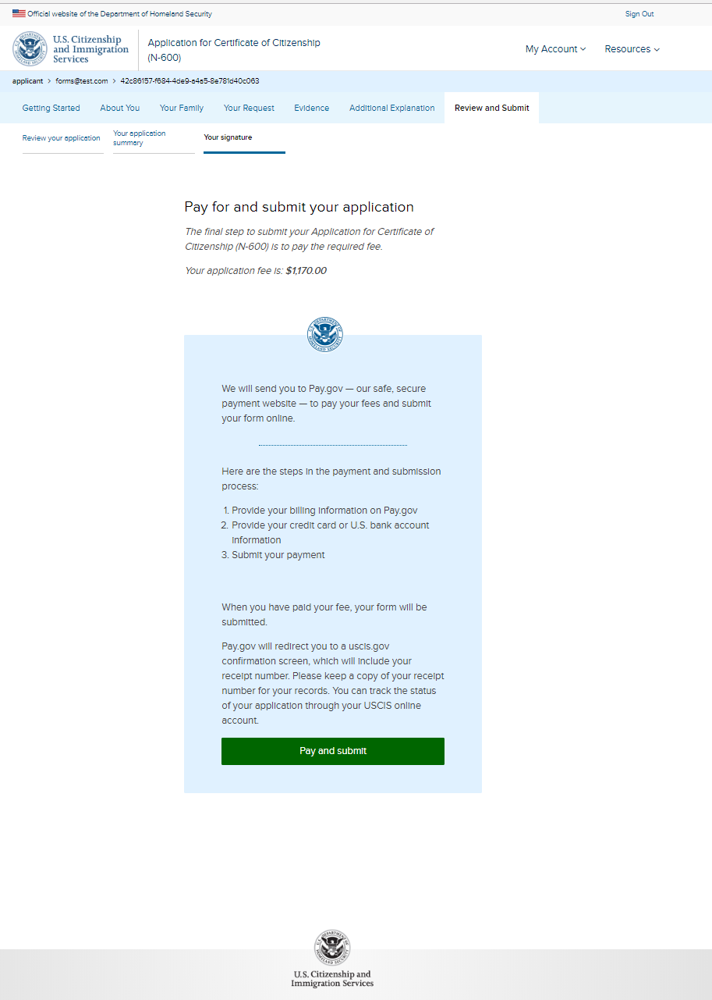 Official website of the Department of Homeland Security
Sign Out
U.S. Citizenship
and Immigration
Services
Application for Certificate of Citizenship
(N-600)
My Account
Resources
applicant > forms@test.com > 42c86157-f684-4de9-a4a5-8e781d40c063
Getting Started
About You
Your Family
Your Request
Evidence
Additional Explanation
Review and Submit
Review your application
Your application
summary
Your signature
Pay for and submit your application
The final step to submit your Application for Certificate of
Citizenship (N-600) is to pay the required fee.
Your application fee is: $1,170.00
We will send you to Pay.gov — our safe, secure
payment website — to pay your fees and submit
your form online.
Here are the steps in the payment and submission
process:
1. Provide your billing information on Pay.gov
2. Provide your credit card or U.S. bank account
information
3. Submit your payment
When you have paid your fee, your form will be
submitted.
Pay.gov will redirect you to a uscis.gov
confirmation screen, which will include your
receipt number. Please keep a copy of your receipt
number for your records. You can track the status
of your application through your USCIS online
account.
Pay and submit
U.S. Citizenship and
Immigration Services